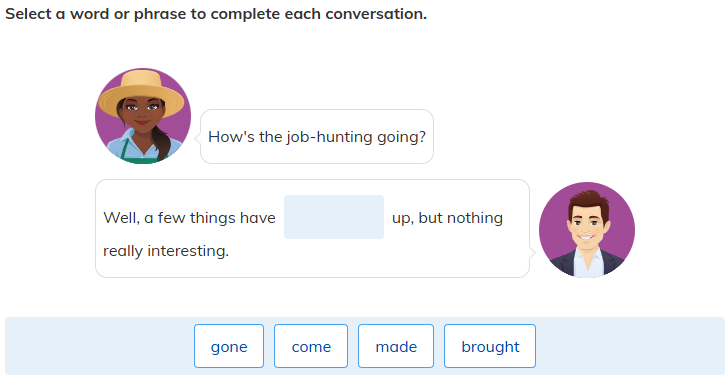 Select a word or phrase to complete each conversation.
How's the job-hunting going?
Well, a few things have up, but nothing
really interesting.
gone come made brought